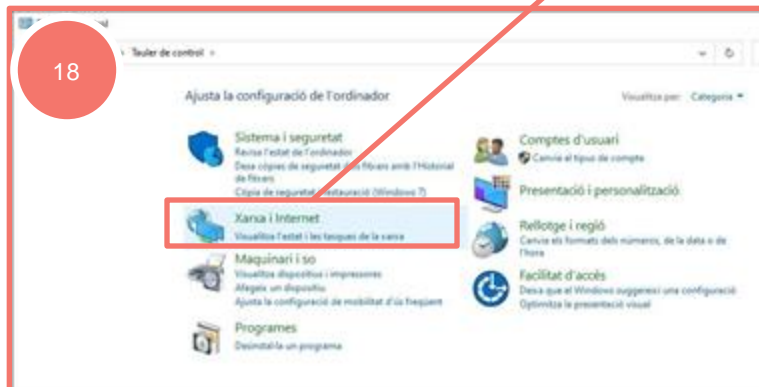 18
Tauler de control
Ajusta la configuració de l'ordinador
Visualitza per: Categoria
Sistema i seguretat
Revisa l'estat de l'ordinador
Desa còpies de seguretat dels fitxers amb l'Historial
de fitxers
Còpia de seguretat i restauració (Windows 7)
Xarxa i Internet
Visualitza l'estat i les tasques de la xarxa
Maquinari i so
Visualitza dispositius i impressores
Afegeix un dispositiu
Ajusta la configuració de mobilitat d'ús freqüent
Programes
Desinstal·la un programa
Comptes d'usuari
Canvia el tipus de compte
Presentació i personalització
Rellotge i regió
Canvia els formats dels números, de la data o de
l'hora
Facilitat d'accés
Deixa que el Windows suggereixi una configuració
Optimitza la presentació visual